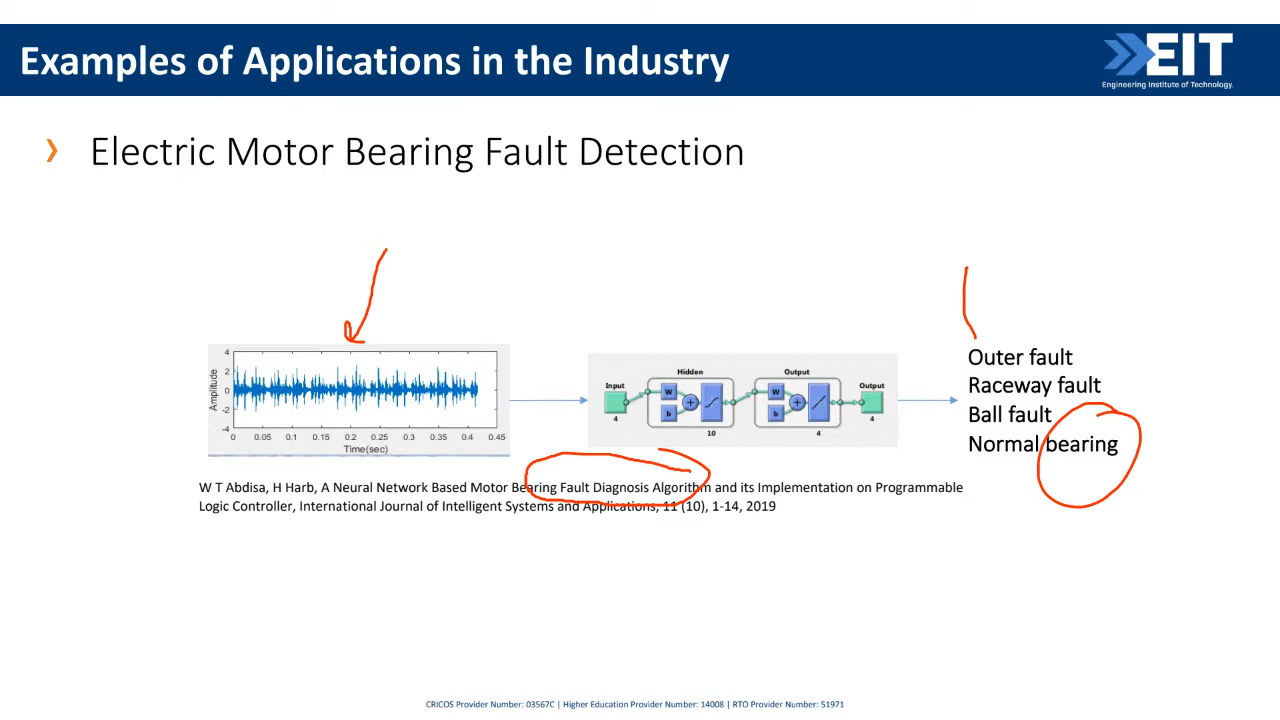 Examples of Applications in the Industry
EIT
Engineering Institute of Technology.
Electric Motor Bearing Fault Detection
4
2
0
-2
-4
Amplitude
0 0.05 0.1 0.15 0.2 0.25 0.3 0.35 0.4 0.45
Time(sec)
Hidden Output
Input Output
W W
b b
4 10 4 4
Outer fault
Raceway fault
Ball fault
Normal bearing
W T Abdisa, H Harb, A Neural Network Based Motor Bearing Fault Diagnosis Algorithm and its Implementation on Programmable
Logic Controller, International Journal of Intelligent Systems and Applications, 11 (10), 1-14, 2019
CRICOS Provider Number: 03567C | Higher Education Provider Number: 14008 | RTO Provider Number: 51971